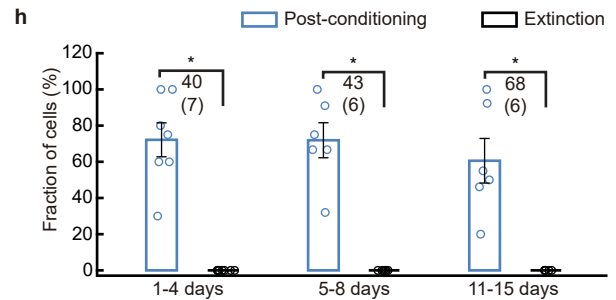 h
Post-conditioning Extinction
Fraction of cells (%)
120
100
80
60
40
20
0
* * *
40 43 68
(7) (6) (6)
1-4 days 5-8 days 11-15 days